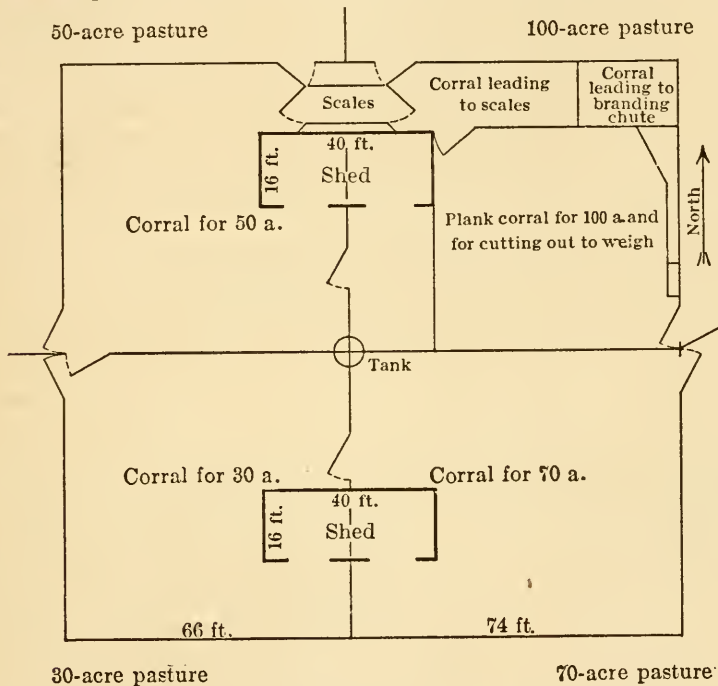 50-acre pasture
100-acre pasture
Scales
Corral leading
to scales
Corral
leading to
branding
chute
40 ft.
16 ft.
Shed
North
Corral for 50 a.
Plank corral for 100 a. and
for cutting out to weigh
Tank
Corral for 30 a.
Corral for 70 a.
40 ft.
16 ft.
Shed
66 ft.
74 ft.
30-acre pasture
70-acre pasture